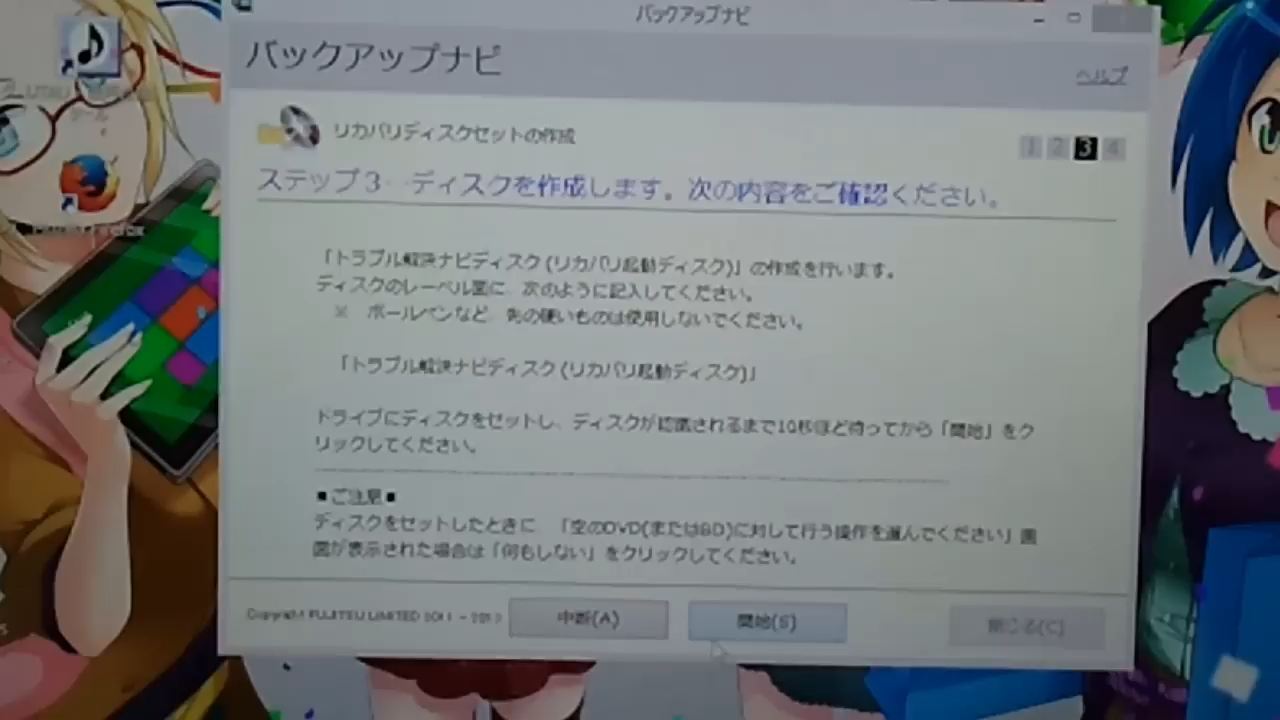 バックアップナビ
バックアップナビ
ヘルプ
リカバリディスクセットの作成
1 2 3 4
ステップ3…ディスクを作成します。次の内容をご確認ください。
「トラブル解決ナビディスク(リカバリ起動ディスク)」の作成を行います。
ディスクのレーベル面に、次のように記入してください。
※ ボールペンなど、先の硬いものは使用しないでください。
「トラブル解決ナビディスク(リカバリ起動ディスク)」
ドライブにディスクをセットし、ディスクが認識されるまで10秒ほど待ってから「開始」をク
リックしてください。
■ご注意■
ディスクをセットしたときに 「空のDVD(またはBD)に対して行う操作を選んでください」画
面が表示された場合は「何もしない」をクリックしてください。
Copyright FUJITSU LIMITED 2011 -
中断(A)
開始(S)
閉じる(C)